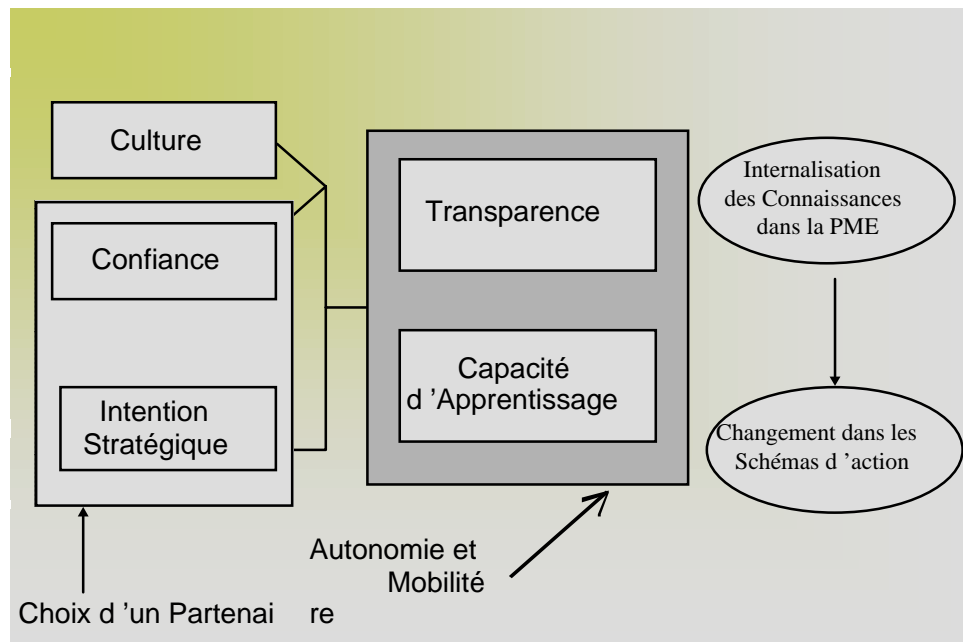 Culture
Confiance
Intention
Stratégique
Choix d ’un Partenai re
Transparence
Capacité
d ’Apprentissage
Autonomie et
Mobilité
Internalisation
des Connaissances
dans la PME
Changement dans les
Schémas d ’action